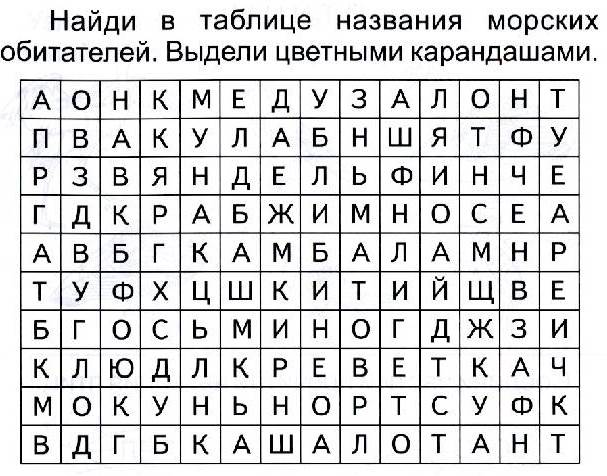 Найди в таблице названия морских
обитателей. Выдели цветными карандашами.
А О Н К М Е Д У З А Л О Н Т
П В А К У Л А Б Н Ш Я Т Ф У
Р З В Я Н Д Е Л Ь Ф И Н Ч Е
Г Д К Р А Б Ж И М Н О С Е А
А В Б Г К А М Б А Л А М Н Р
Т У Ф Х Ц Ш К И Т И Й Щ В Е
Б Г О С Ь М И Н О Г Д Ж З И
К Л Ю Д Л К Р Е В Е Т К А Ч
М О К У Н Ь Н О Р Т С У Ф К
В Д Г Б К А Ш А Л О Т А Н Т